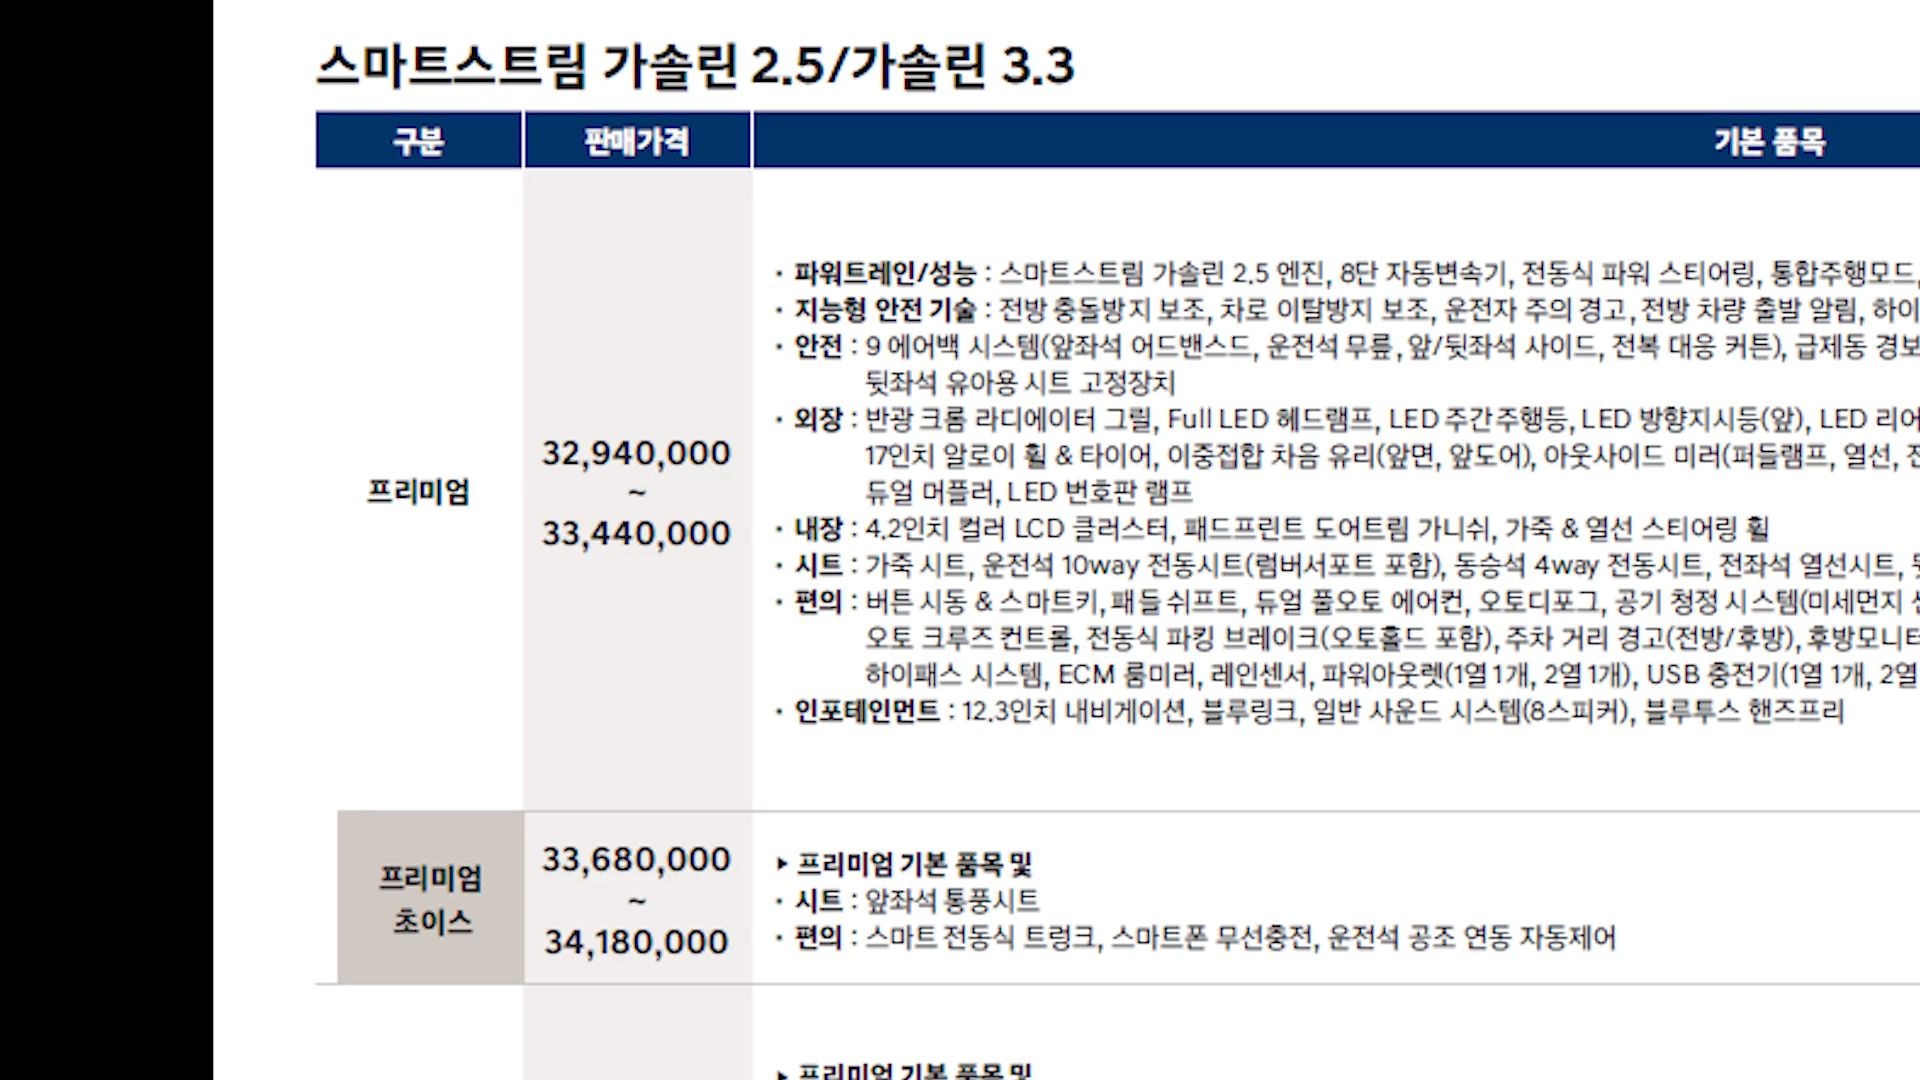 스마트스트림 가솔린 2.5/가솔린 3.3
구분 판매가격 기본 품목
프리미엄
32,940,000
~
33,440,000
· 파워트레인/성능 : 스마트스트림 가솔린 2.5 엔진, 8단 자동변속기, 전동식 파워 스티어링, 통합주행모드,
· 지능형 안전 기술 : 전방 충돌방지 보조, 차로 이탈방지 보조, 운전자 주의 경고, 전방 차량 출발 알림, 하이
· 안전 : 9 에어백 시스템(앞좌석 어드밴스드, 운전석 무릎, 앞/뒷좌석 사이드, 전복 대응 커튼), 급제동 경보
뒷좌석 유아용 시트 고정장치
· 외장 : 반광 크롬 라디에이터 그릴, Full LED 헤드램프, LED 주간주행등, LED 방향지시등(앞), LED 리어
17인치 알로이 휠 & 타이어, 이중접합 차음 유리(앞면, 앞도어), 아웃사이드 미러(퍼들램프, 열선,
듀얼 머플러, LED 번호판 램프
· 내장 : 4.2인치 컬러 LCD 클러스터, 패드프린트 도어트림 가니쉬, 가죽 & 열선 스티어링 휠
· 시트 : 가죽 시트, 운전석 10way 전동시트(럼버서포트 포함), 동승석 4way 전동시트, 전좌석 열선시트,
· 편의 : 버튼 시동 & 스마트키, 패들 쉬프트, 듀얼 풀오토 에어컨, 오토디포그, 공기 청정 시스템(미세먼지
오토 크루즈 컨트롤, 전동식 파킹 브레이크(오토홀드 포함), 주차 거리 경고(전방/후방), 후방모니터
하이패스 시스템, ECM 룸미러, 레인센서, 파워아웃렛(1열 1개, 2열 1개), USB 충전기(1열 1개, 2열
· 인포테인먼트 : 12.3인치 내비게이션, 블루링크, 일반 사운드 시스템(8스피커), 블루투스 핸즈프리
프리미엄
초이스
33,680,000
~
34,180,000
▸ 프리미엄 기본 품목 및
· 시트 : 앞좌석 통풍시트
· 편의 : 스마트 전동식 트렁크, 스마트폰 무선충전, 운전석 공조 연동 자동제어
▸ 프리미엄 기본 품목 및